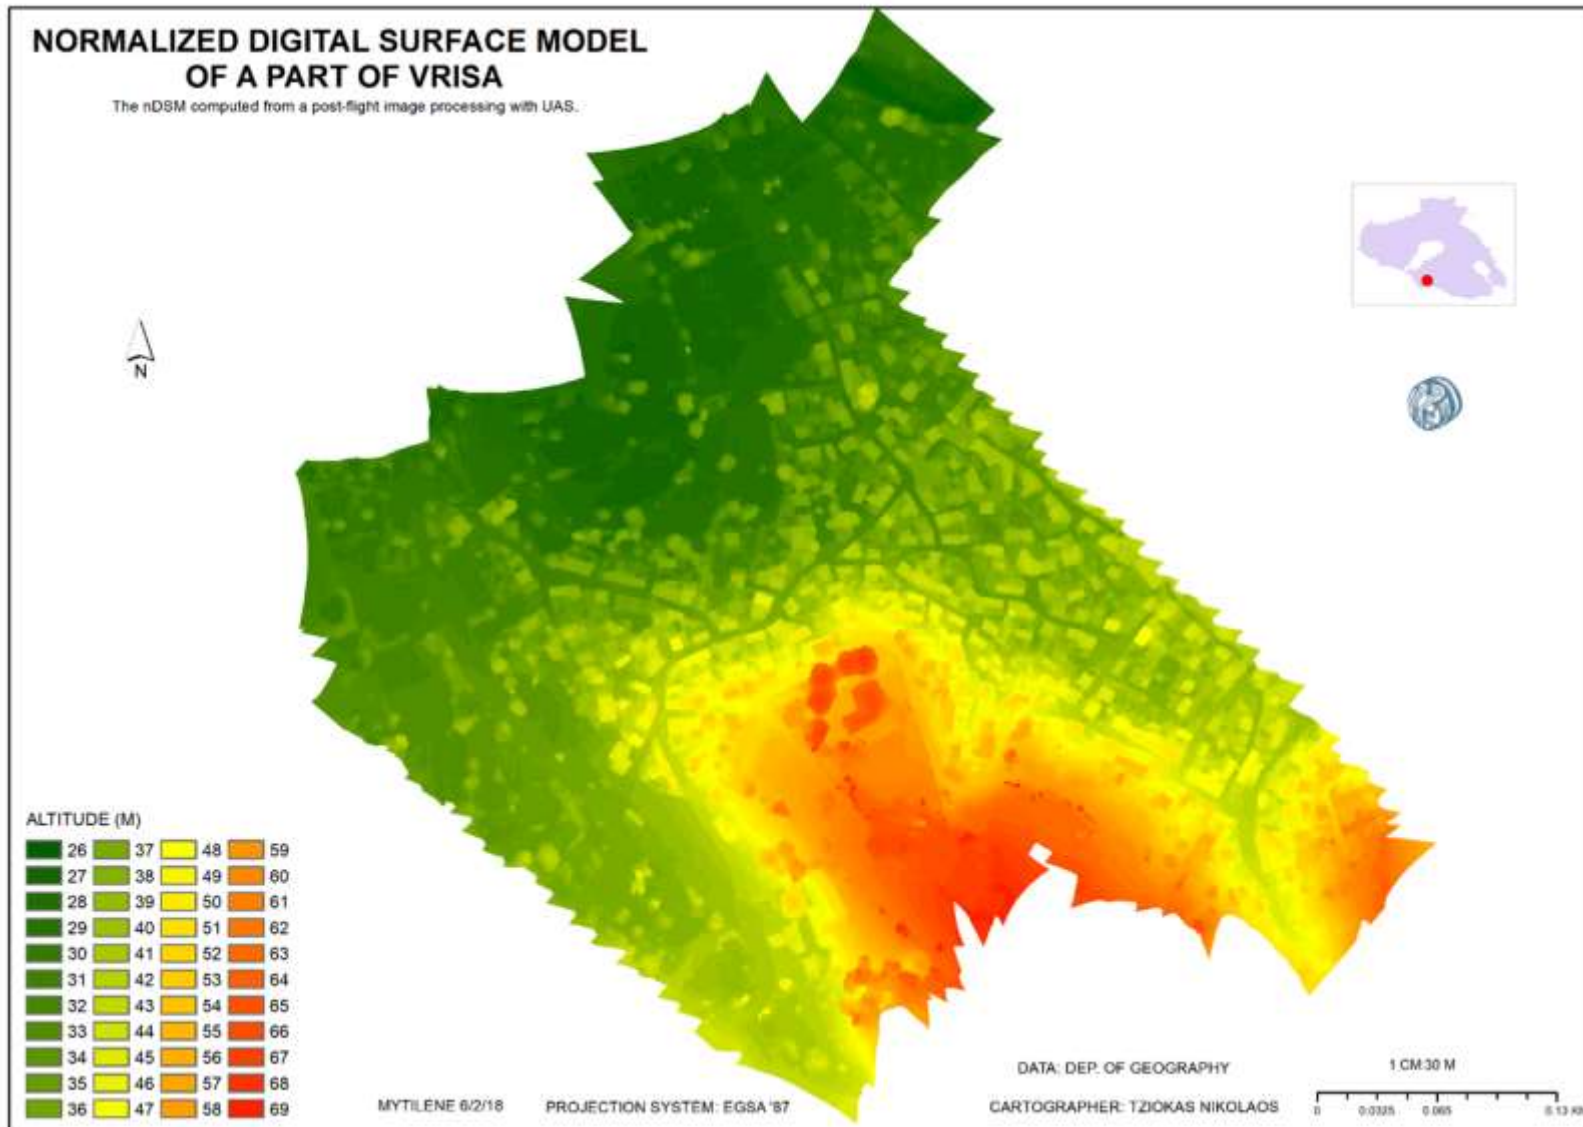 NORMALIZED DIGITAL SURFACE MODEL
OF A PART OF VRISA
The nDSM computed from a post-flight image processing with UAS.
N
ALTITUDE (M)
26 37 48 59
27 38 49 60
28 39 50 61
29 40 51 62
30 41 52 63
31 42 53 64
32 43 54 65
33 44 55 66
34 45 56 67
35 46 57 68
36 47 58 69
MYTILENE 6/2/18 PROJECTION SYSTEM: EGSA '87
DATA: DEP. OF GEOGRAPHY
CARTOGRAPHER: TZIOKAS NIKOLAOS
1 CM:30 M
0 0.0325 0.065 0.13